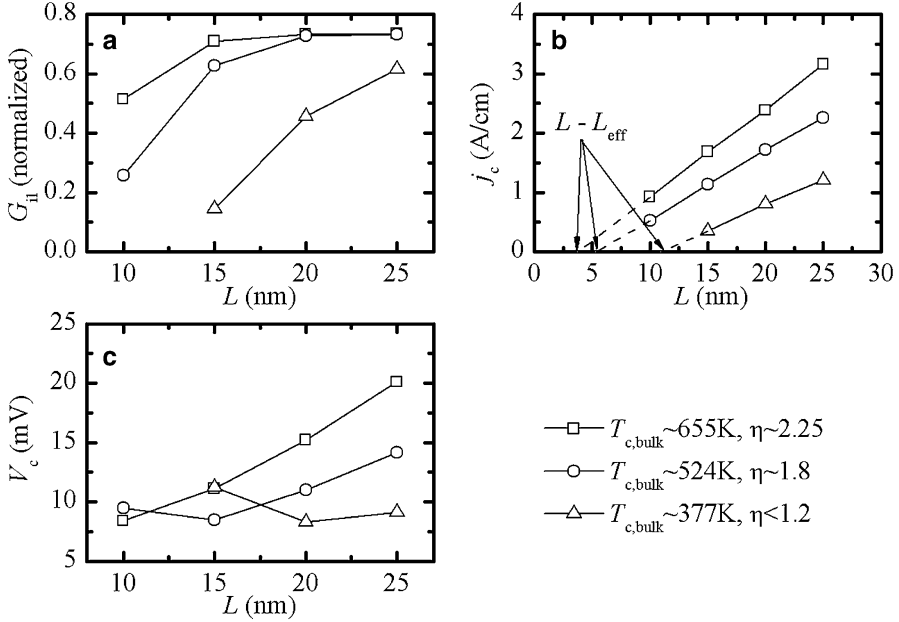 a
G_il (normalized)
0.8
0.6
0.4
0.2
0.0
10 15 20 25
L (nm)
b
j_c (A/cm)
4
3
2
1
0
L - L_eff
0 5 10 15 20 25 30
L (nm)
c
V_c (mV)
25
20
15
10
5
10 15 20 25
L (nm)
T_c,bulk~655K, η~2.25
T_c,bulk~524K, η~1.8
T_c,bulk~377K, η<1.2